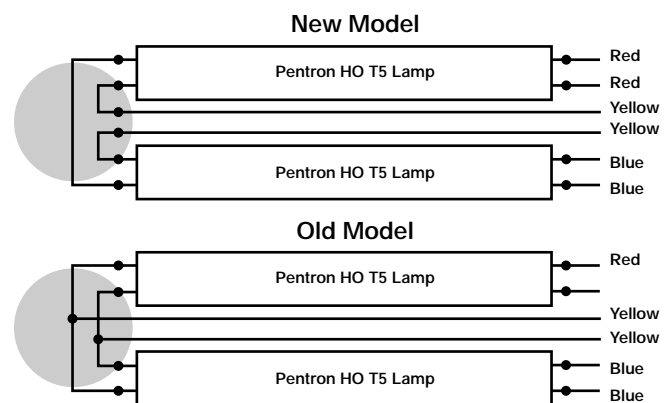 New Model
Pentron HO T5 Lamp
Red
Red
Yellow
Yellow
Pentron HO T5 Lamp
Blue
Blue
Old Model
Pentron HO T5 Lamp
Red
Yellow
Yellow
Pentron HO T5 Lamp
Blue
Blue